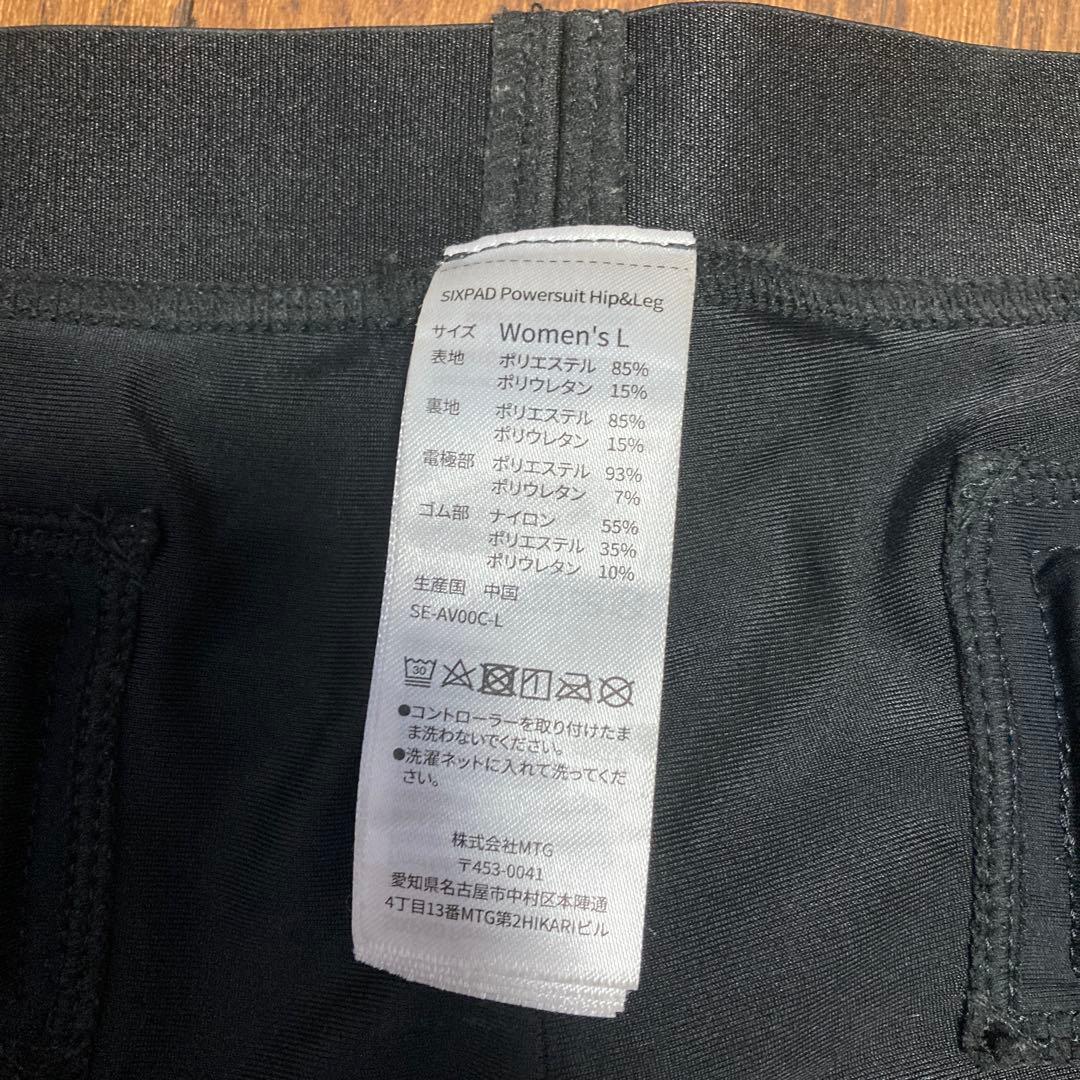 SIXPAD Powersuit Hip&Leg
サイズ Women's L
表地 ポリエステル 85%
ポリウレタン 15%
裏地 ポリエステル 85%
ポリウレタン 15%
電極部 ポリエステル 93%
ポリウレタン 7%
ゴム部 ナイロン 55%
ポリエステル 35%
ポリウレタン 10%
生産国 中国
SE-AV00C-L
30
●コントローラーを取り付けたま
ま洗わないでください。
●洗濯ネットに入れて洗ってくだ
さい。
株式会社MTG
〒453-0041
愛知県名古屋市中村区本陣通
4丁目13番MTG第2HIKARIビル